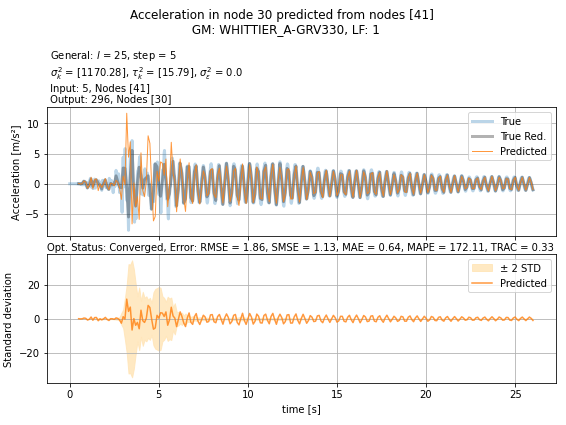 Acceleration in node 30 predicted from nodes [41]
GM: WHITTIER_A-GRV330, LF: 1
General: l = 25, step = 5
σ²ₖ = [1170.28], τ²ₖ = [15.79], σ²ε = 0.0
Input: 5, Nodes [41]
Output: 296, Nodes [30]
Acceleration [m/s²]
10
5
0
−5
True
True Red.
Predicted
Opt. Status: Converged, Error: RMSE = 1.86, SMSE = 1.13, MAE = 0.64, MAPE = 172.11, TRAC = 0.33
Standard deviation
20
0
−20
± 2 STD
Predicted
0 5 10 15 20 25
time [s]